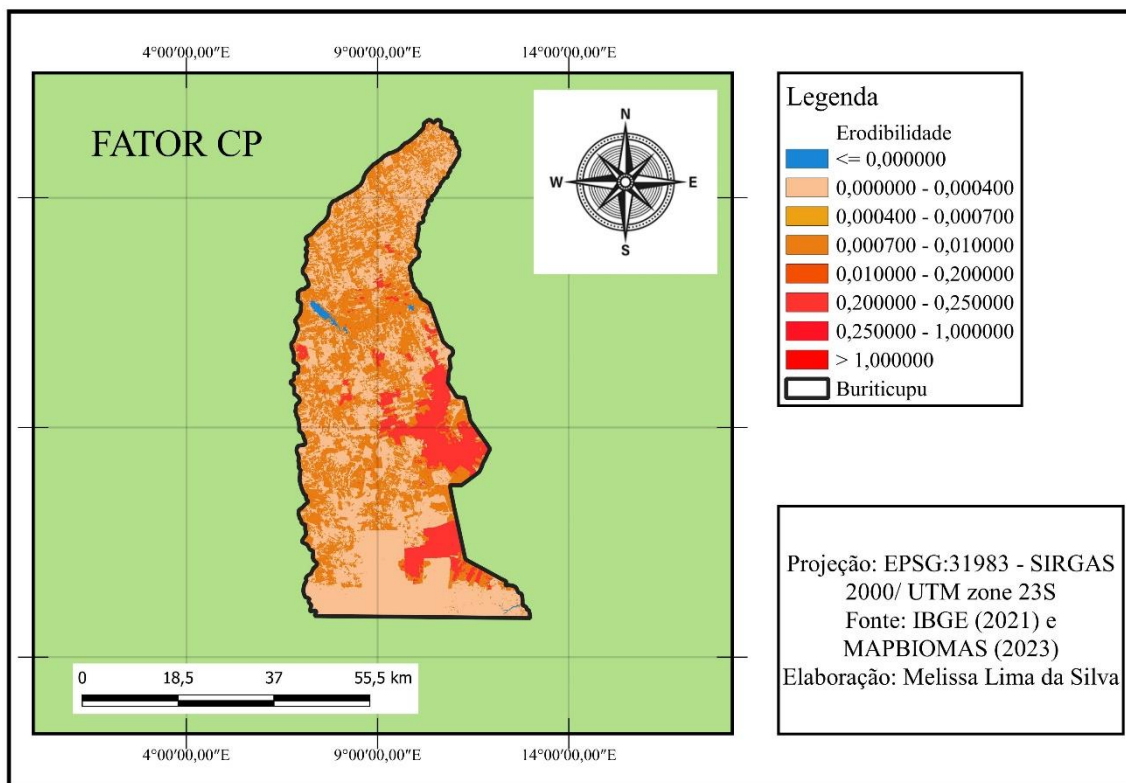 4°00'00,00"E 9°00'00,00"E 14°00'00,00"E
FATOR CP
N
W E
S
0 18,5 37 55,5 km
4°00'00,00"E 9°00'00,00"E 14°00'00,00"E
Legenda
Erodibilidade
<= 0,000000
0,000000 - 0,000400
0,000400 - 0,000700
0,000700 - 0,010000
0,010000 - 0,200000
0,200000 - 0,250000
0,250000 - 1,000000
> 1,000000
Buriticupu
Projeção: EPSG:31983 - SIRGAS
2000/ UTM zone 23S
Fonte: IBGE (2021) e
MAPBIOMAS (2023)
Elaboração: Melissa Lima da Silva